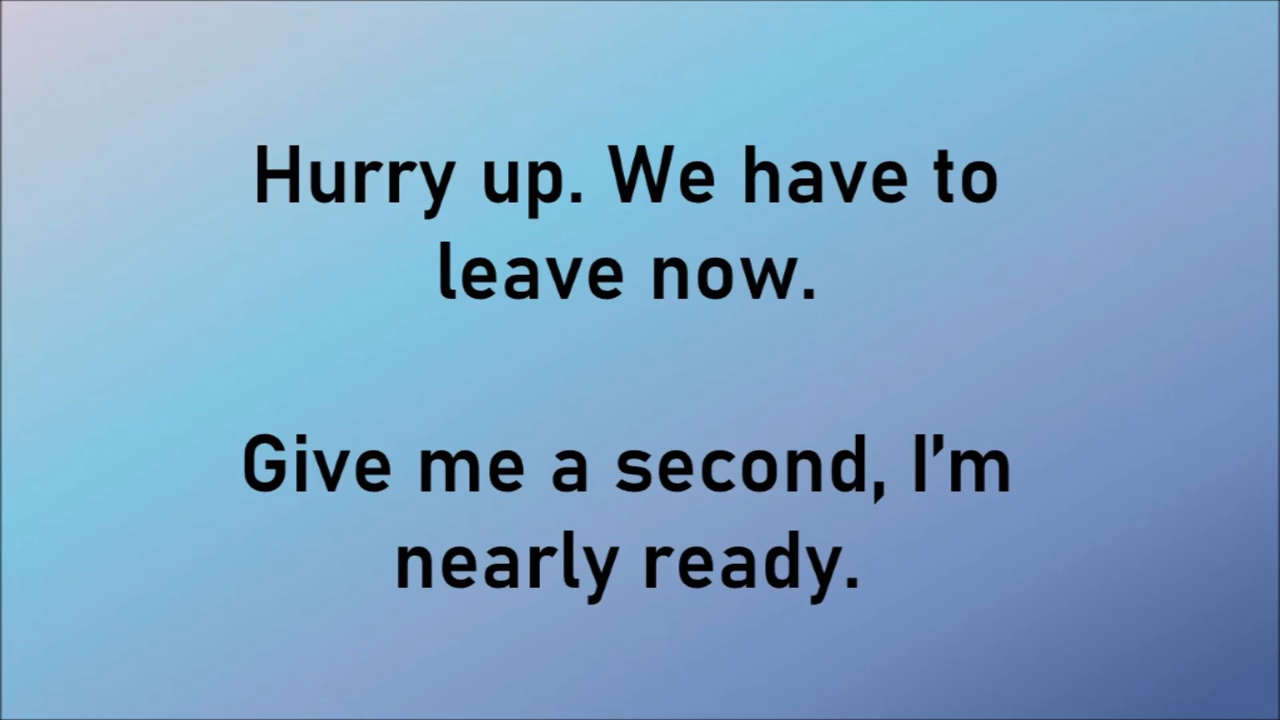 Hurry up. We have to
leave now.
Give me a second, I’m
nearly ready.